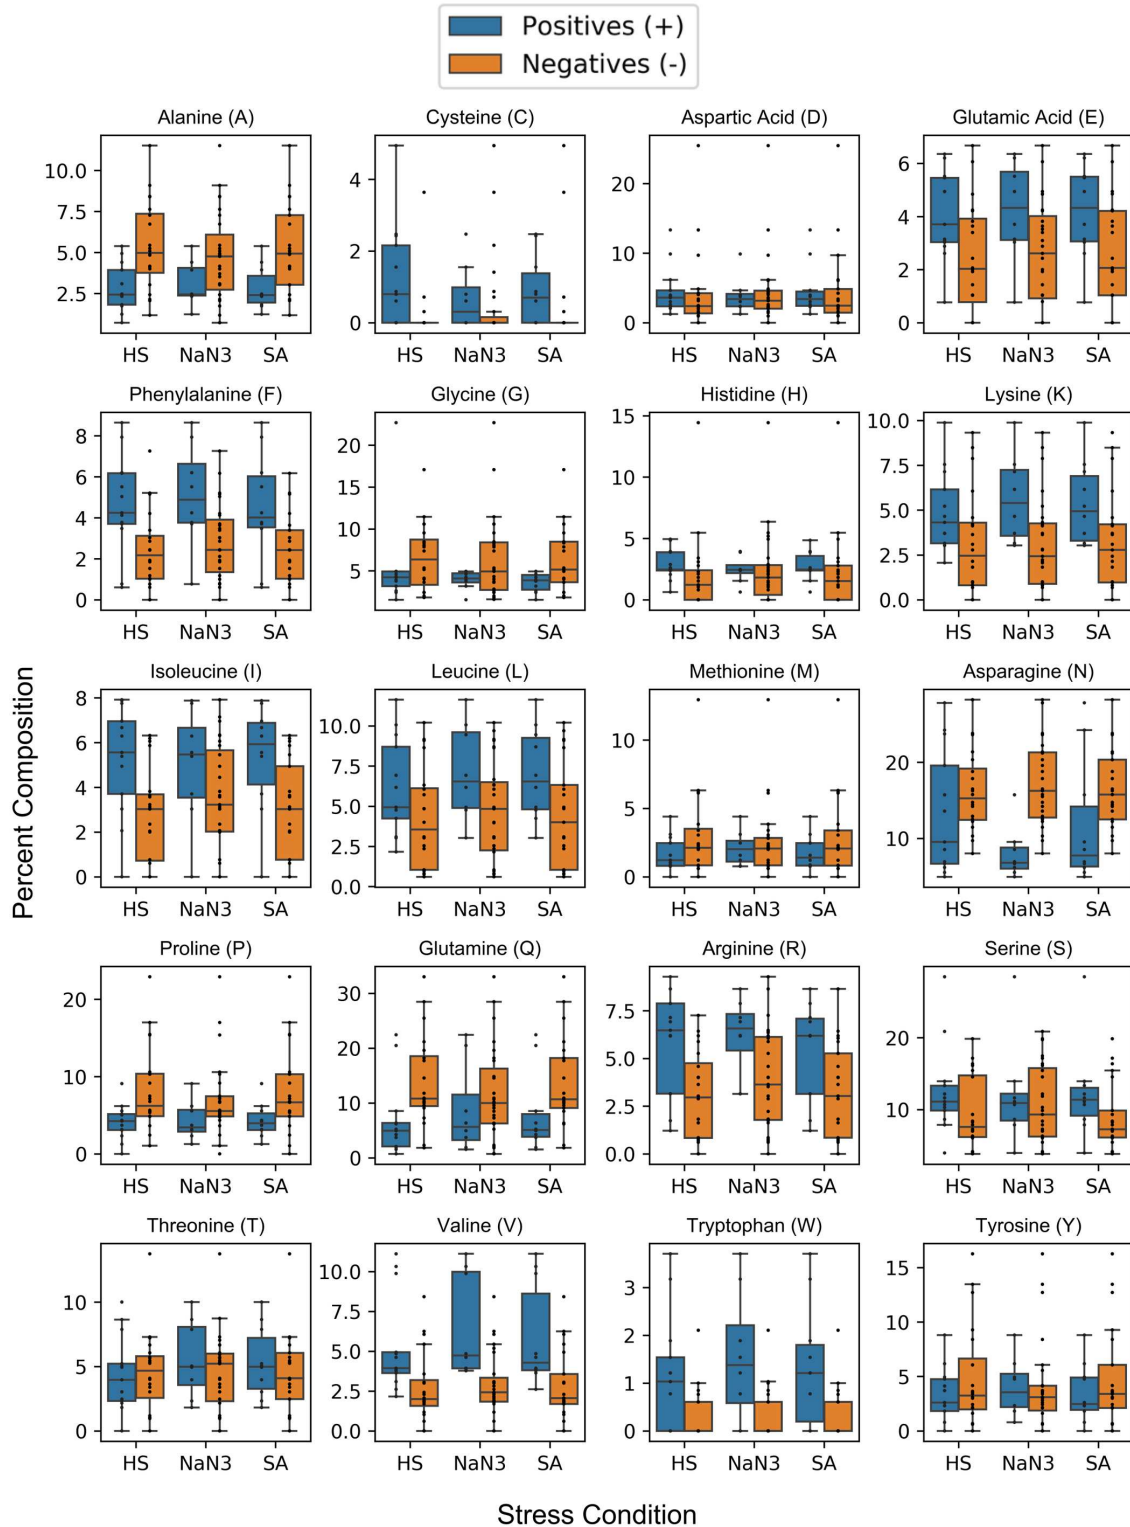 Positives (+)
Negatives (-)
Alanine (A)
Cysteine (C)
Aspartic Acid (D)
Glutamic Acid (E)
10.0
7.5
5.0
2.5
4
2
0
20
10
0
6
4
2
0
HS NaN3 SA
HS NaN3 SA
HS NaN3 SA
HS NaN3 SA
Phenylalanine (F)
Glycine (G)
Histidine (H)
Lysine (K)
8
6
4
2
0
20
15
10
5
15
10
5
0
10.0
7.5
5.0
2.5
0.0
HS NaN3 SA
HS NaN3 SA
HS NaN3 SA
HS NaN3 SA
Percent Composition
Isoleucine (I)
Leucine (L)
Methionine (M)
Asparagine (N)
8
6
4
2
0
10.0
7.5
5.0
2.5
0.0
10
5
0
20
10
HS NaN3 SA
HS NaN3 SA
HS NaN3 SA
HS NaN3 SA
Proline (P)
Glutamine (Q)
Arginine (R)
Serine (S)
20
10
0
30
20
10
0
7.5
5.0
2.5
0.0
20
10
HS NaN3 SA
HS NaN3 SA
HS NaN3 SA
HS NaN3 SA
Threonine (T)
Valine (V)
Tryptophan (W)
Tyrosine (Y)
10
5
0
10.0
7.5
5.0
2.5
0.0
3
2
1
0
15
10
5
0
HS NaN3 SA
HS NaN3 SA
HS NaN3 SA
HS NaN3 SA
Stress Condition